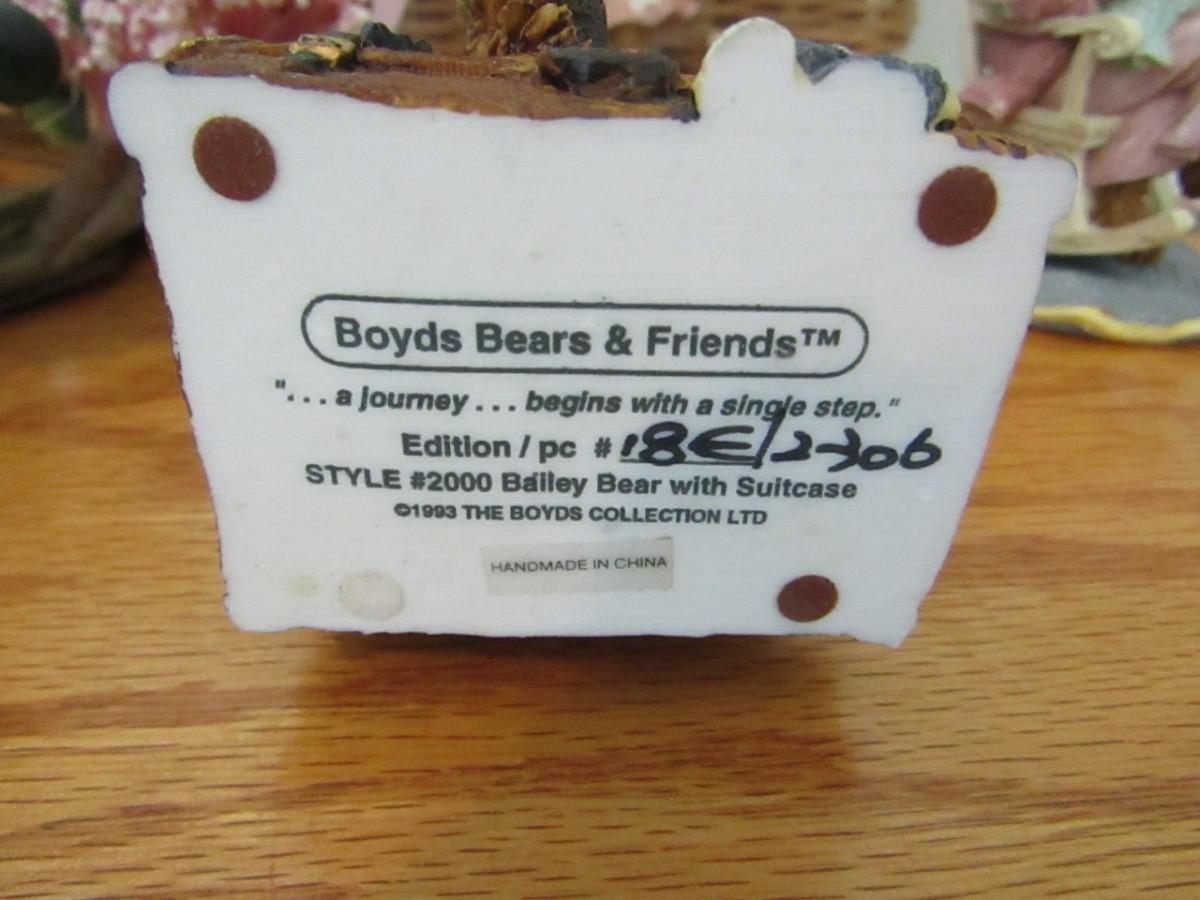 Boyds Bears & Friends™
"... a journey ... begins with a single step."
Edition / pc # 18E/2306
STYLE #2000 Bailey Bear with Suitcase
©1993 THE BOYDS COLLECTION LTD
HANDMADE IN CHINA